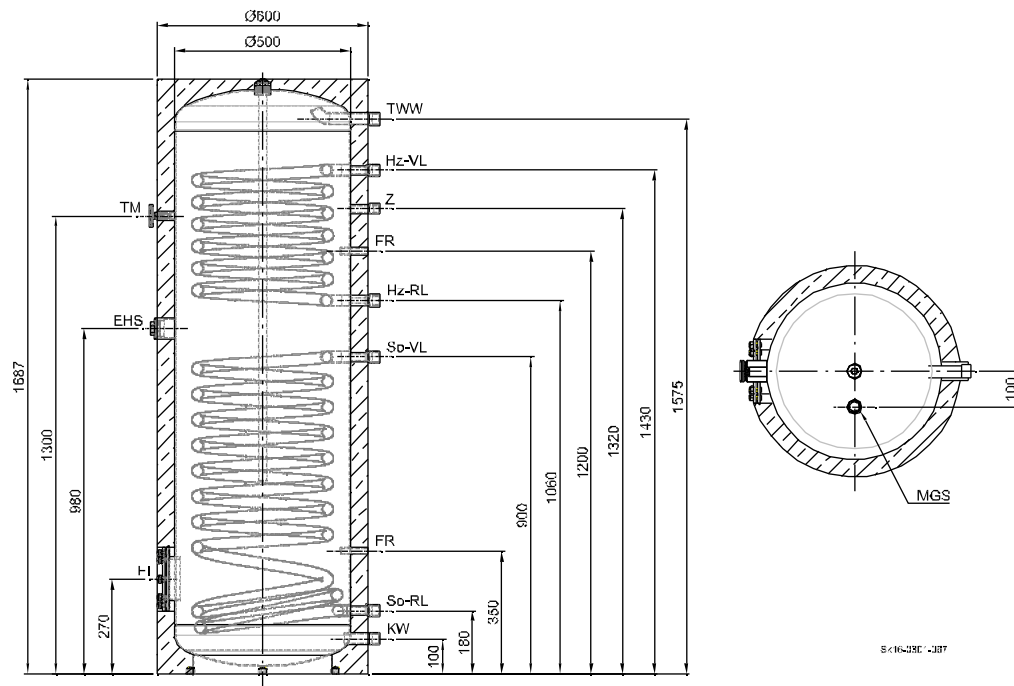 Ø600
Ø500
TWW
Hz-VL
Z
TM
FR
Hz-RL
EHS
So-VL
1687
1300
980
1575
1430
1320
1200
1060
900
100
MGS
FR
So-RL
KW
270
350
180
100